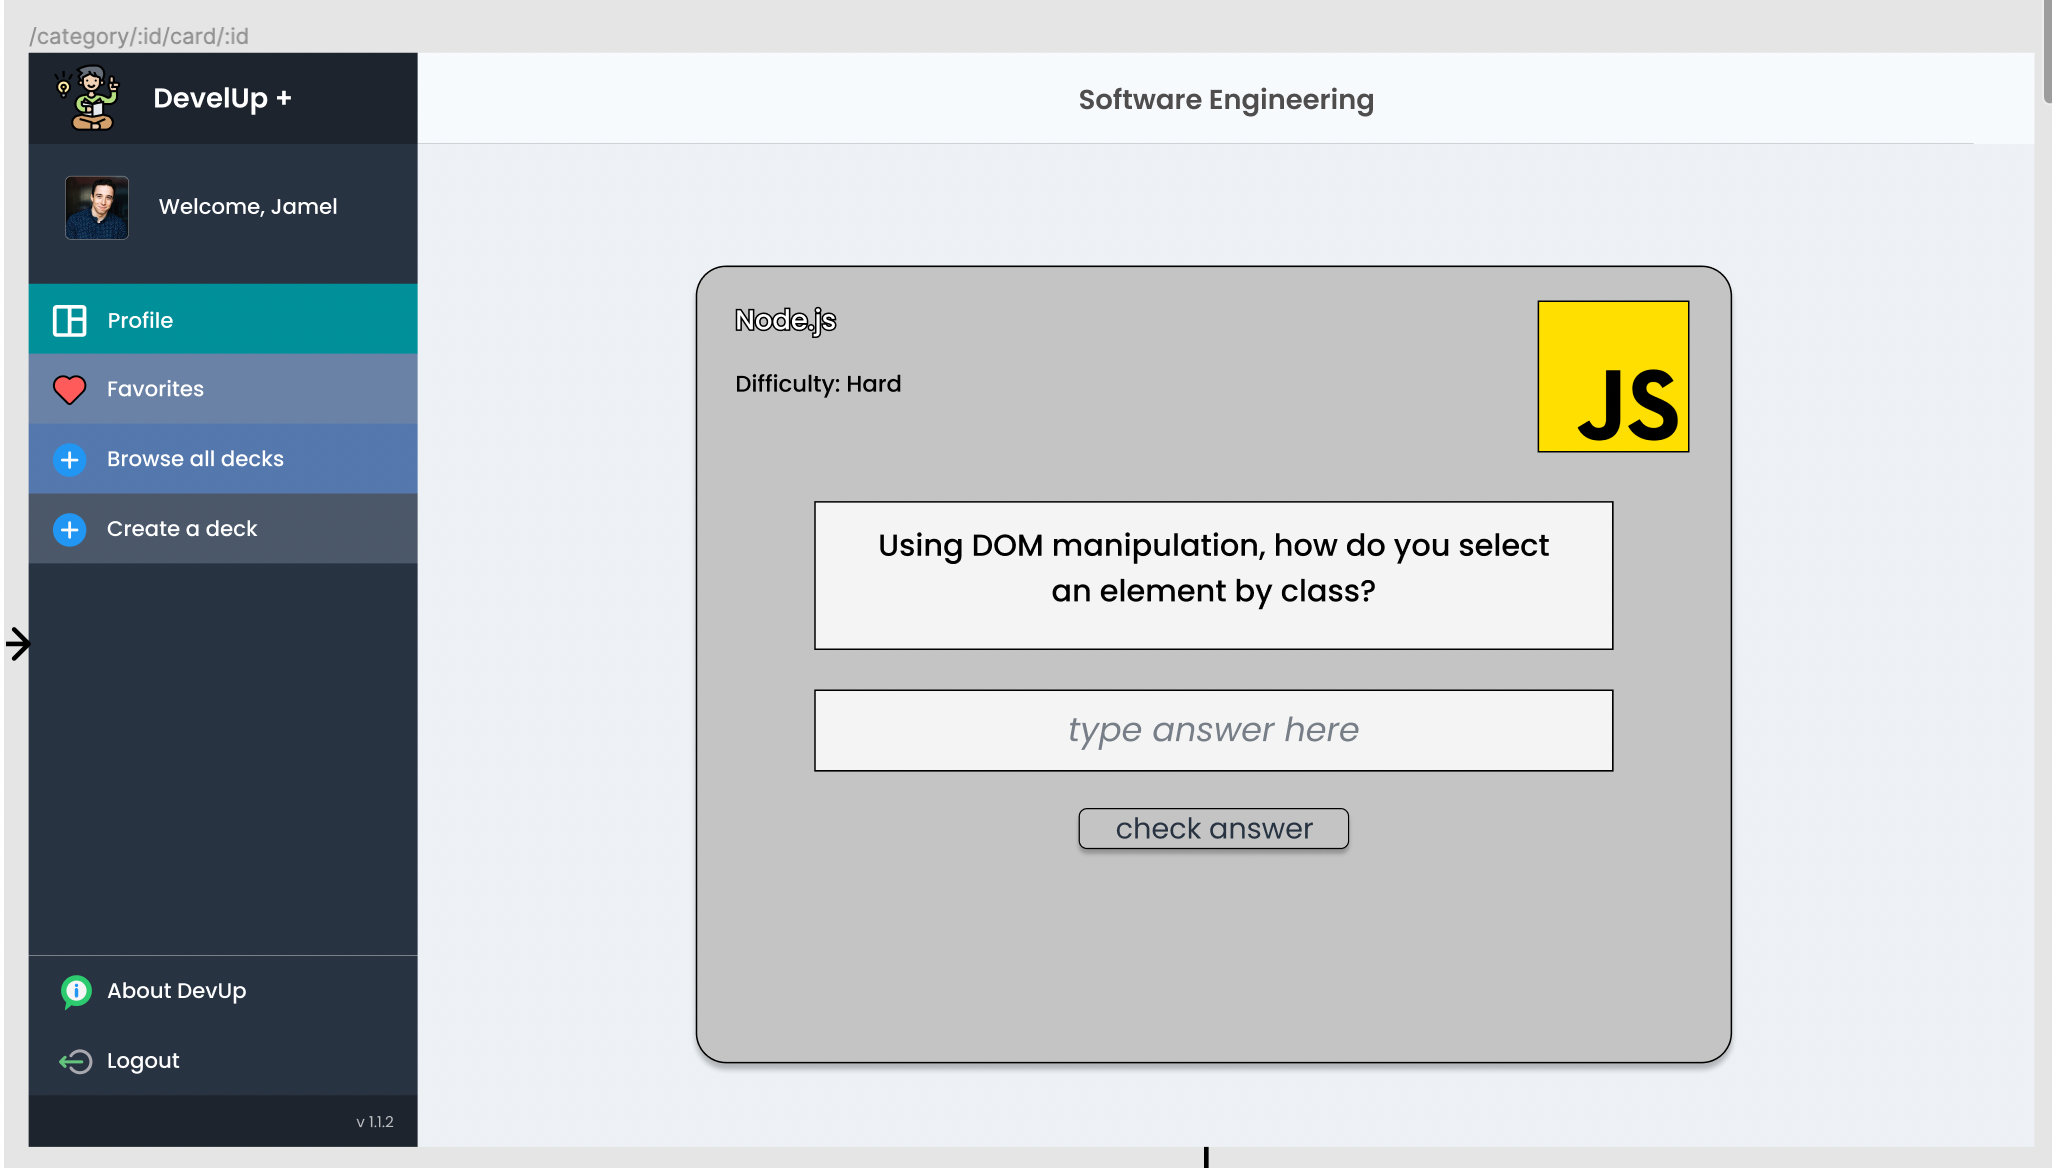 /category/:id/card/:id
DevelUp +
Software Engineering
Welcome, Jamel
Profile
Favorites
Browse all decks
Create a deck
Node.js
Difficulty: Hard
JS
Using DOM manipulation, how do you select
an element by class?
type answer here
check answer
About DevUp
Logout
v 1.1.2